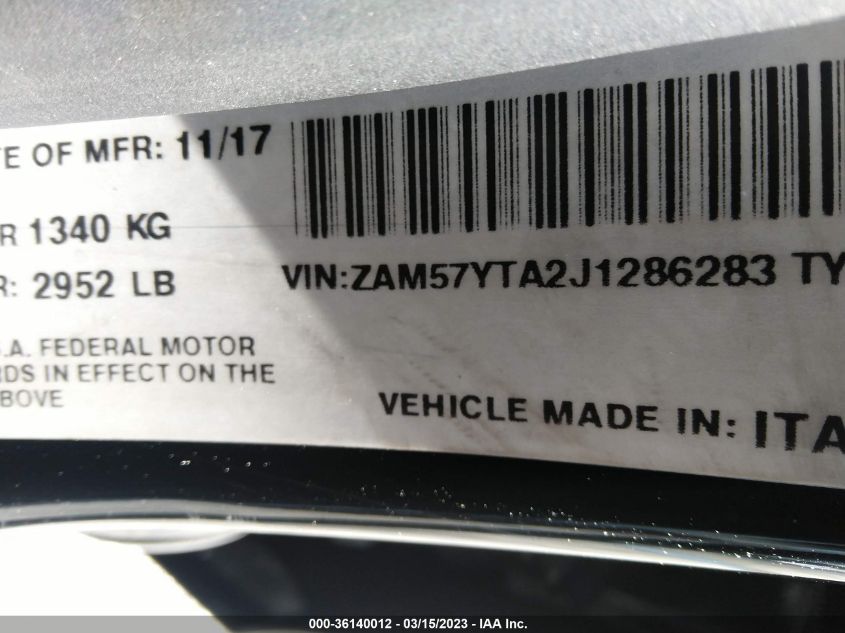 TE OF MFR: 11/17
R 1340 KG
R: 2952 LB
VIN:ZAM57YTA2J1286283 TY
S.A. FEDERAL MOTOR
RDS IN EFFECT ON THE
ABOVE
VEHICLE MADE IN: ITA
000-36140012 - 03/15/2023 - IAA Inc.